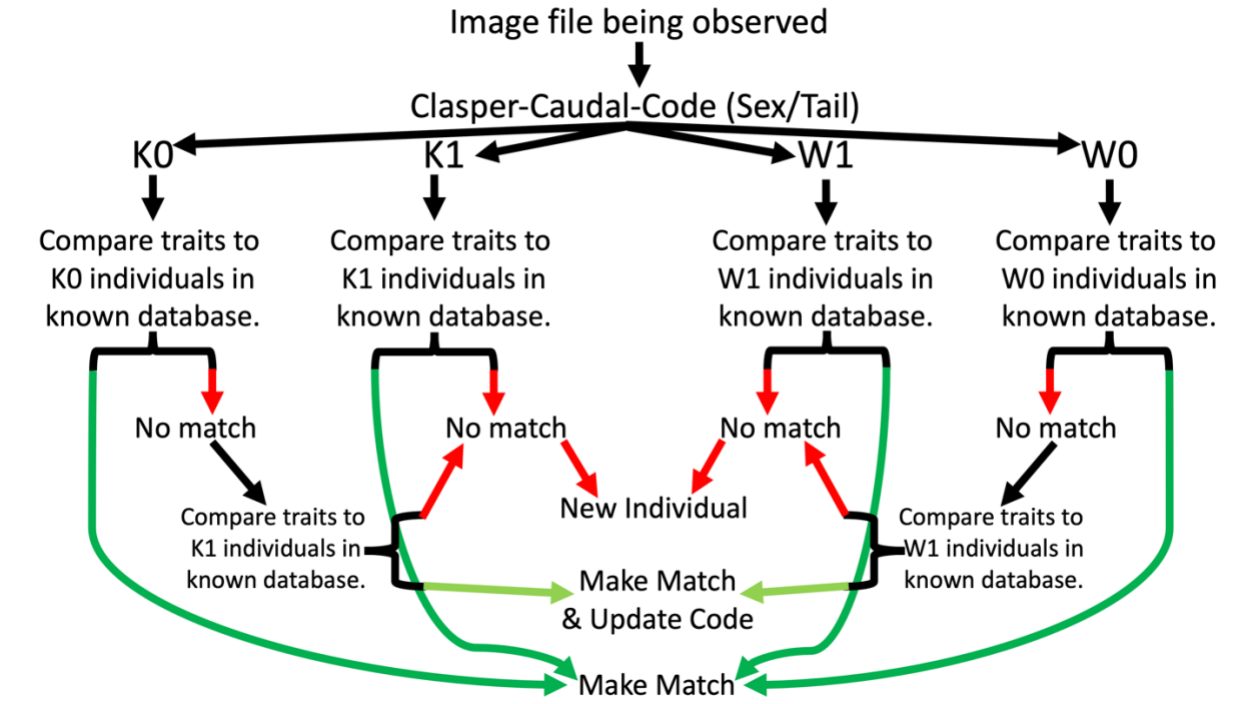 Image file being observed
Clasper-Caudal-Code (Sex/Tail)
K0
K1
W1
W0
Compare traits to
K0 individuals in
known database.
Compare traits to
K1 individuals in
known database.
Compare traits to
W1 individuals in
known database.
Compare traits to
W0 individuals in
known database.
No match
No match
No match
No match
Compare traits to
K1 individuals in
known database.
New Individual
Compare traits to
W1 individuals in
known database.
Make Match
& Update Code
Make Match